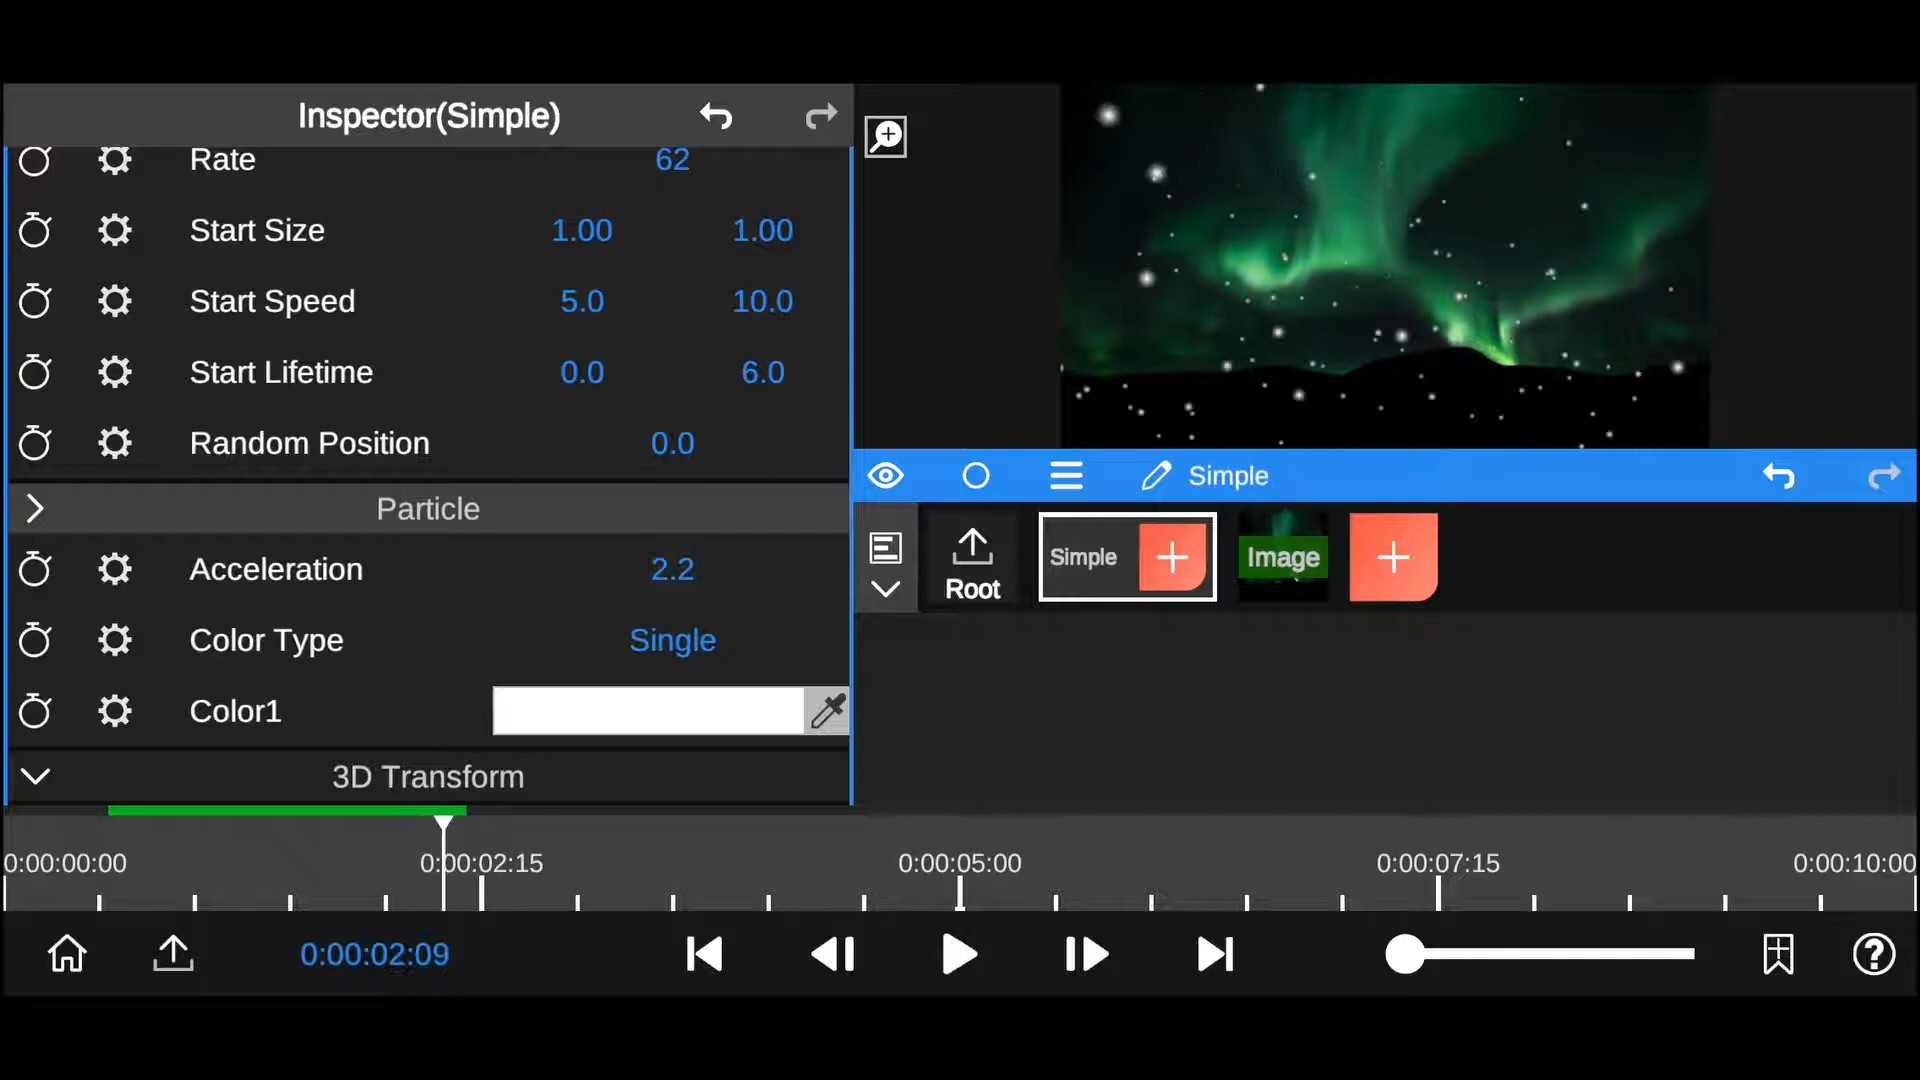 Inspector(Simple)
Rate 62
Start Size 1.00 1.00
Start Speed 5.0 10.0
Start Lifetime 0.0 6.0
Random Position 0.0
Particle
Acceleration 2.2
Color Type Single
Color1
3D Transform
Simple
Root
Simple
Image
0:00:00:00 0:00:02:15 0:00:05:00 0:00:07:15 0:00:10:00
0:00:02:09